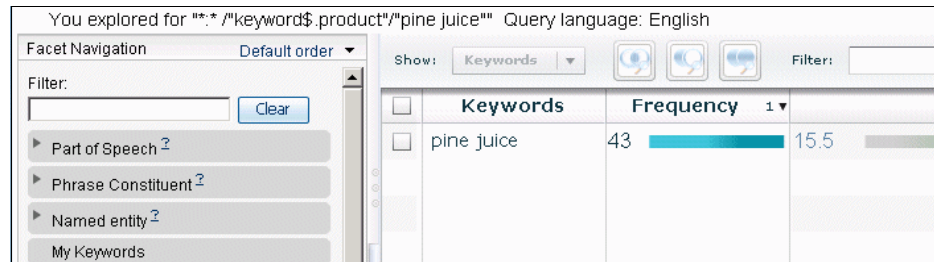 You explored for "*:* /"keyword$.product"/"pine juice"" Query language: English
Facet Navigation Default order
Show: Keywords Filter:
Filter:
Clear
Keywords Frequency 1
Part of Speech ?
pine juice 43 15.5
Phrase Constituent ?
Named entity ?
My Keywords